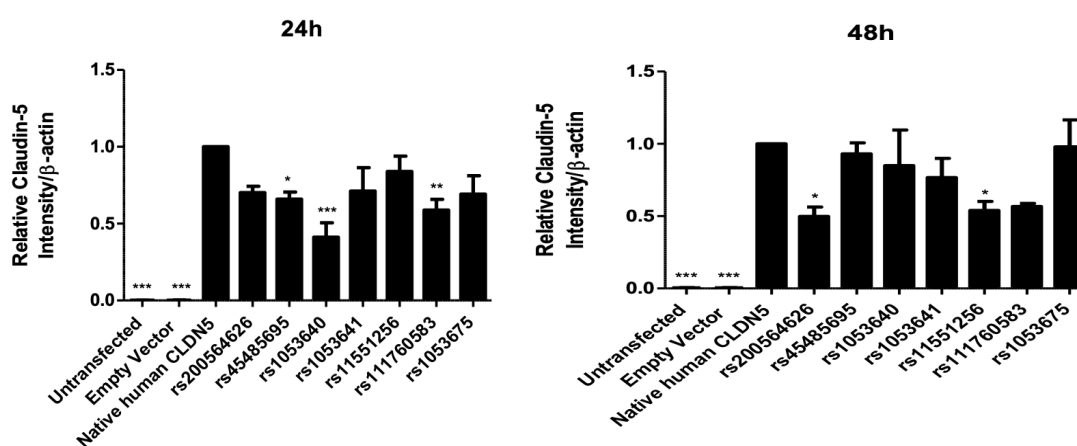 24h
Relative Claudin-5
Intensity/β-actin
1.5
1.0
0.5
0.0
***
***
*
***
**
Untransfected
Empty Vector
Native human CLDN5
rs200564626
rs45485695
rs1053640
rs1053641
rs11551256
rs111760583
rs1053675
48h
Relative Claudin-5
Intensity/β-actin
1.5
1.0
0.5
0.0
***
***
*
*
Untransfected
Empty Vector
Native human CLDN5
rs200564626
rs45485695
rs1053640
rs1053641
rs11551256
rs111760583
rs1053675